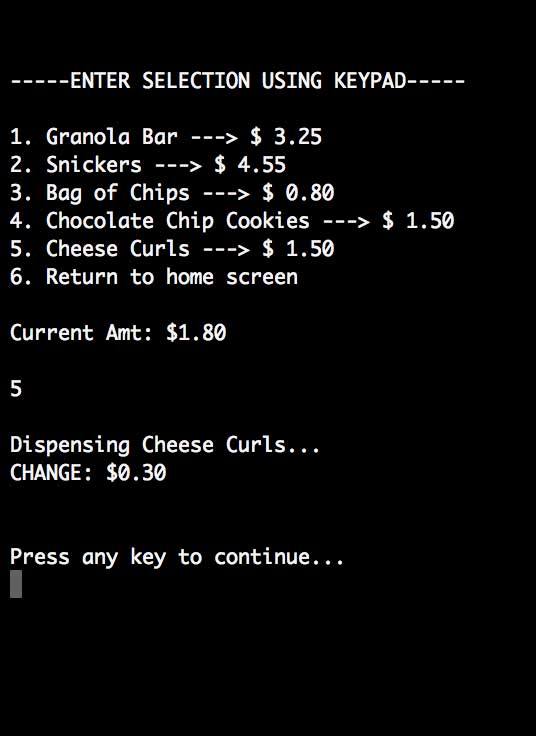 -----ENTER SELECTION USING KEYPAD-----
1. Granola Bar ---> $ 3.25
2. Snickers ---> $ 4.55
3. Bag of Chips ---> $ 0.80
4. Chocolate Chip Cookies ---> $ 1.50
5. Cheese Curls ---> $ 1.50
6. Return to home screen
Current Amt: $1.80
5
Dispensing Cheese Curls...
CHANGE: $0.30
Press any key to continue...